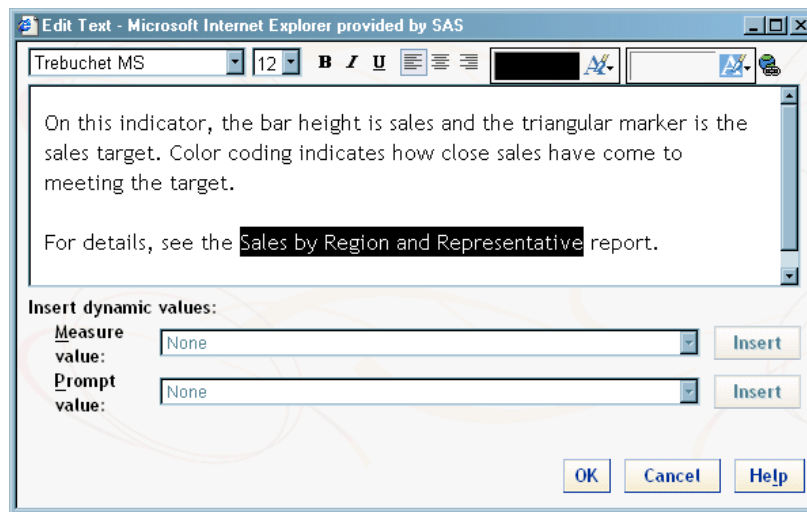 Edit Text - Microsoft Internet Explorer provided by SAS
Trebuchet MS 12 B I U
On this indicator, the bar height is sales and the triangular marker is the
sales target. Color coding indicates how close sales have come to
meeting the target.
For details, see the Sales by Region and Representative report.
Insert dynamic values:
Measure
value: None Insert
Prompt
value: None Insert
OK Cancel Help